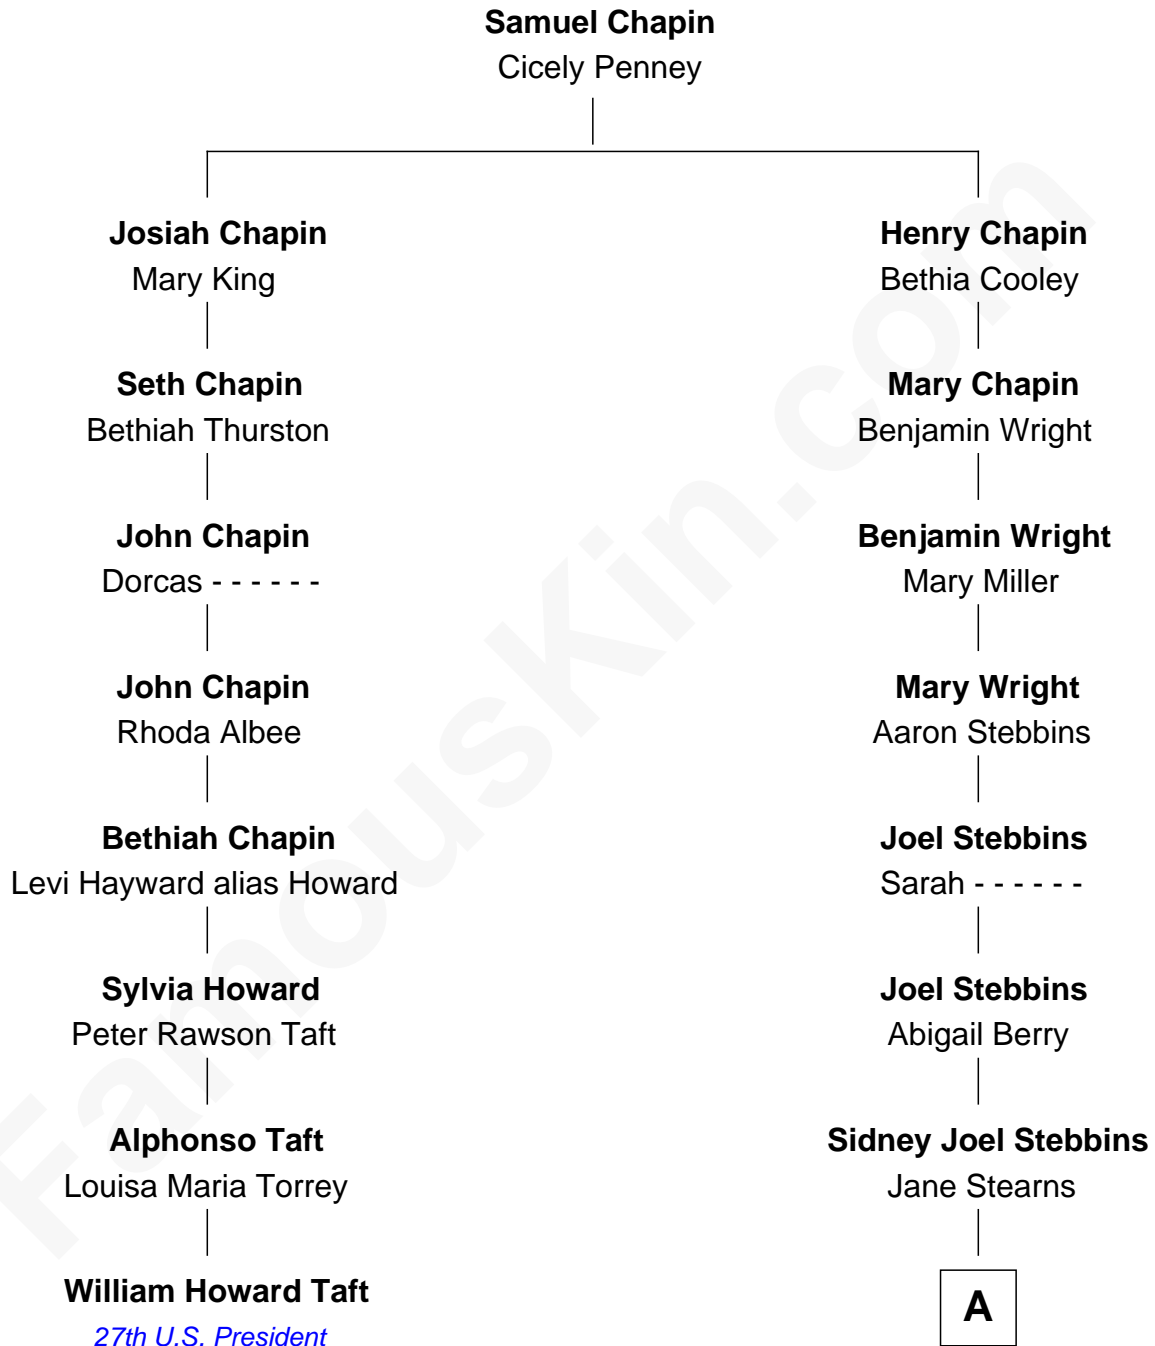 Samuel Chapin
Cicely Penney
Josiah Chapin
Mary King
Seth Chapin
Bethiah Thurston
John Chapin
Dorcas - - - - - -
John Chapin
Rhoda Albee
Bethiah Chapin
Levi Hayward alias Howard
Sylvia Howard
Peter Rawson Taft
Alphonso Taft
Louisa Maria Torrey
William Howard Taft
27th U.S. President
Henry Chapin
Bethia Cooley
Mary Chapin
Benjamin Wright
Benjamin Wright
Mary Miller
Mary Wright
Aaron Stebbins
Joel Stebbins
Sarah - - - - - -
Joel Stebbins
Abigail Berry
Sidney Joel Stebbins
Jane Stearns
A
FamousKin.com